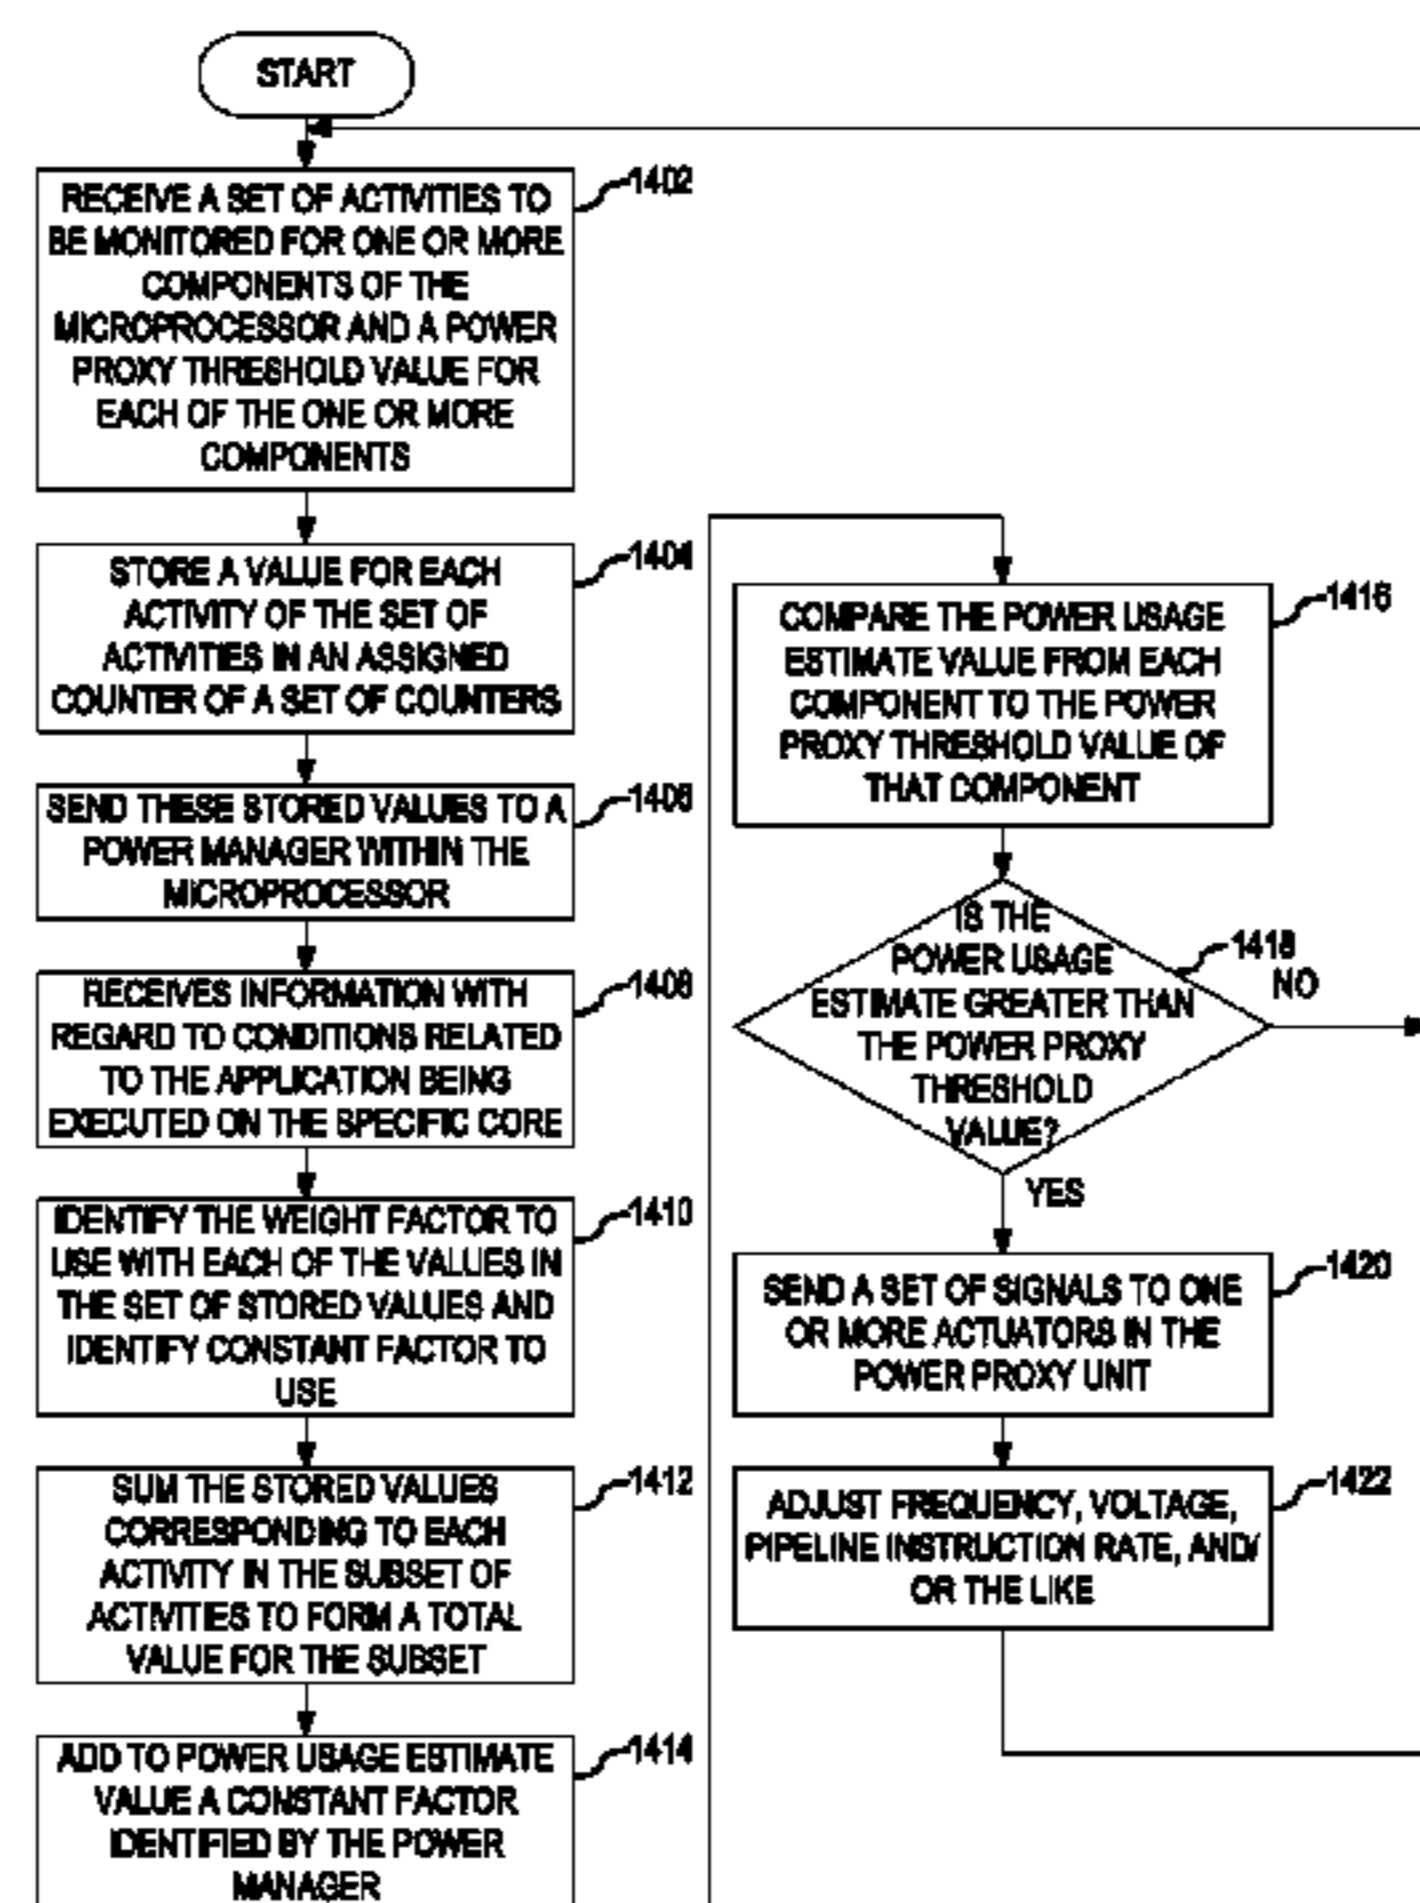 START
RECEIVE A SET OF ACTIVITIES TO
BE MONITORED FOR ONE OR MORE
COMPONENTS OF THE
MICROPROCESSOR AND A POWER
PROXY THRESHOLD VALUE FOR
EACH OF THE ONE OR MORE
COMPONENTS
1402
STORE A VALUE FOR EACH
ACTIVITY OF THE SET OF
ACTIVITIES IN AN ASSIGNED
COUNTER OF A SET OF COUNTERS
1404
SEND THESE STORED VALUES TO A
POWER MANAGER WITHIN THE
MICROPROCESSOR
1406
RECEIVES INFORMATION WITH
REGARD TO CONDITIONS RELATED
TO THE APPLICATION BEING
EXECUTED ON THE SPECIFIC CORE
1408
IDENTIFY THE WEIGHT FACTOR TO
USE WITH EACH OF THE VALUES IN
THE SET OF STORED VALUES AND
IDENTIFY CONSTANT FACTOR TO
USE
1410
SUM THE STORED VALUES
CORRESPONDING TO EACH
ACTIVITY IN THE SUBSET OF
ACTIVITIES TO FORM A TOTAL
VALUE FOR THE SUBSET
1412
ADD TO POWER USAGE ESTIMATE
VALUE A CONSTANT FACTOR
IDENTIFIED BY THE POWER
MANAGER
1414
COMPARE THE POWER USAGE
ESTIMATE VALUE FROM EACH
COMPONENT TO THE POWER
PROXY THRESHOLD VALUE OF
THAT COMPONENT
1416
IS THE
POWER USAGE
ESTIMATE GREATER THAN
THE POWER PROXY
THRESHOLD
VALUE?
1418
NO
YES
SEND A SET OF SIGNALS TO ONE
OR MORE ACTUATORS IN THE
POWER PROXY UNIT
1420
ADJUST FREQUENCY, VOLTAGE,
PIPELINE INSTRUCTION RATE, AND/
OR THE LIKE
1422